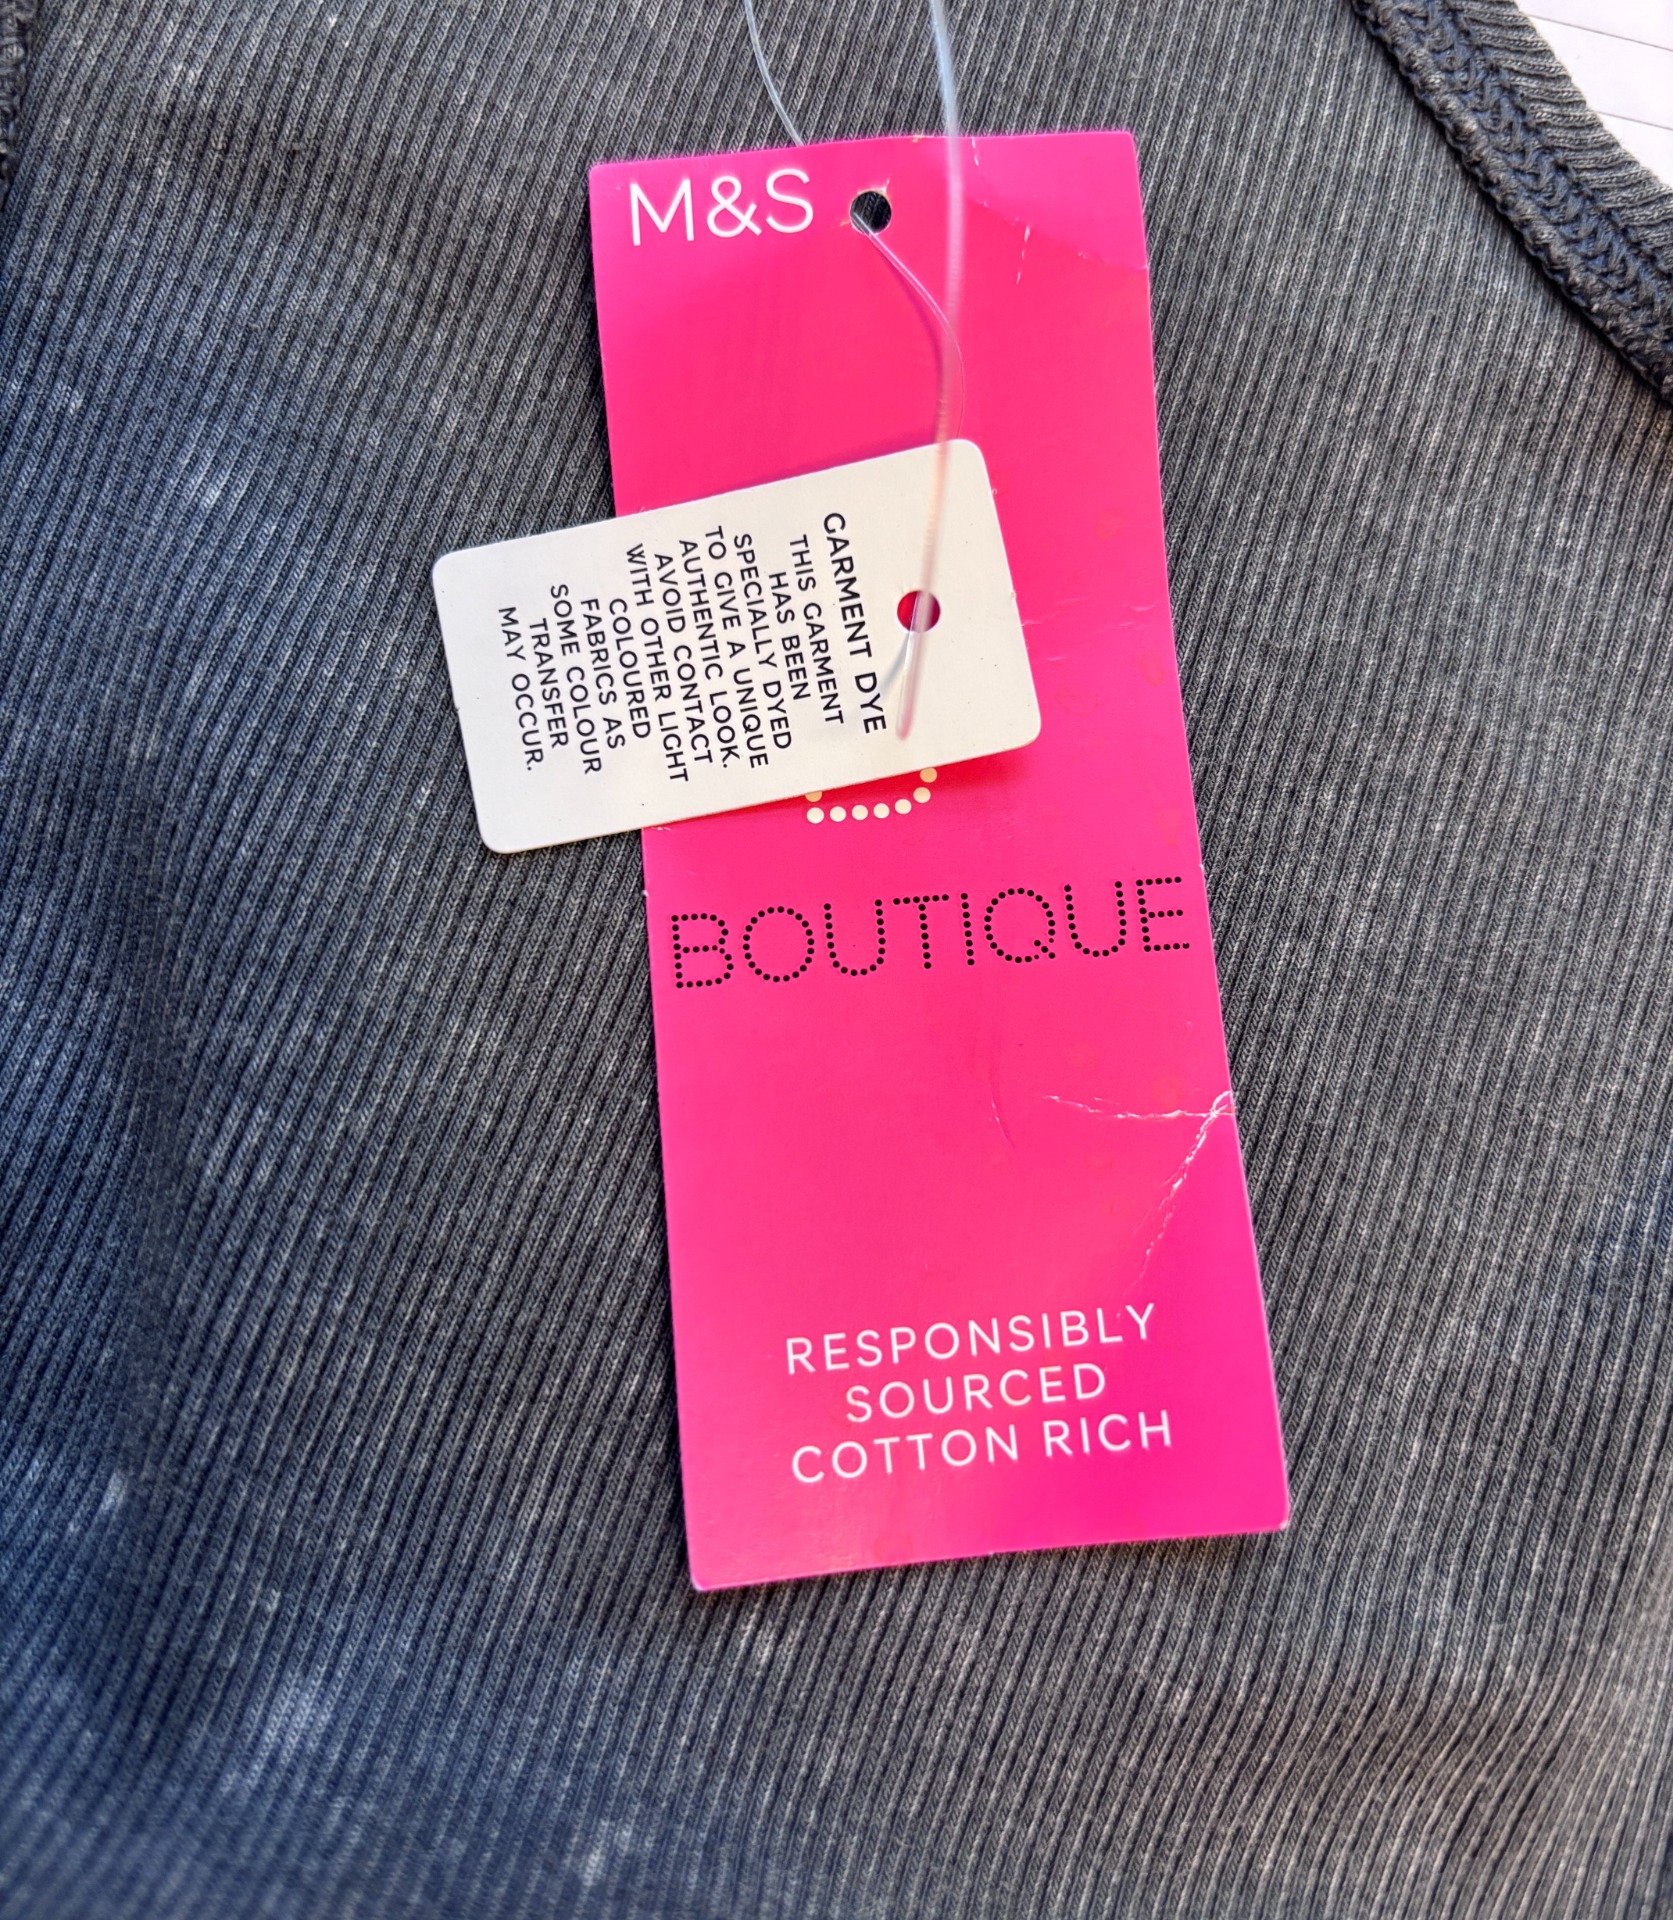 M&S
GARMENT DYE
THIS GARMENT
HAS BEEN
SPECIALLY DYED
TO GIVE A UNIQUE
AUTHENTIC LOOK.
AVOID CONTACT
WITH OTHER LIGHT
COLOURED
FABRICS AS
SOME COLOUR
TRANSFER
MAY OCCUR.
BOUTIQUE
RESPONSIBLY
SOURCED
COTTON RICH